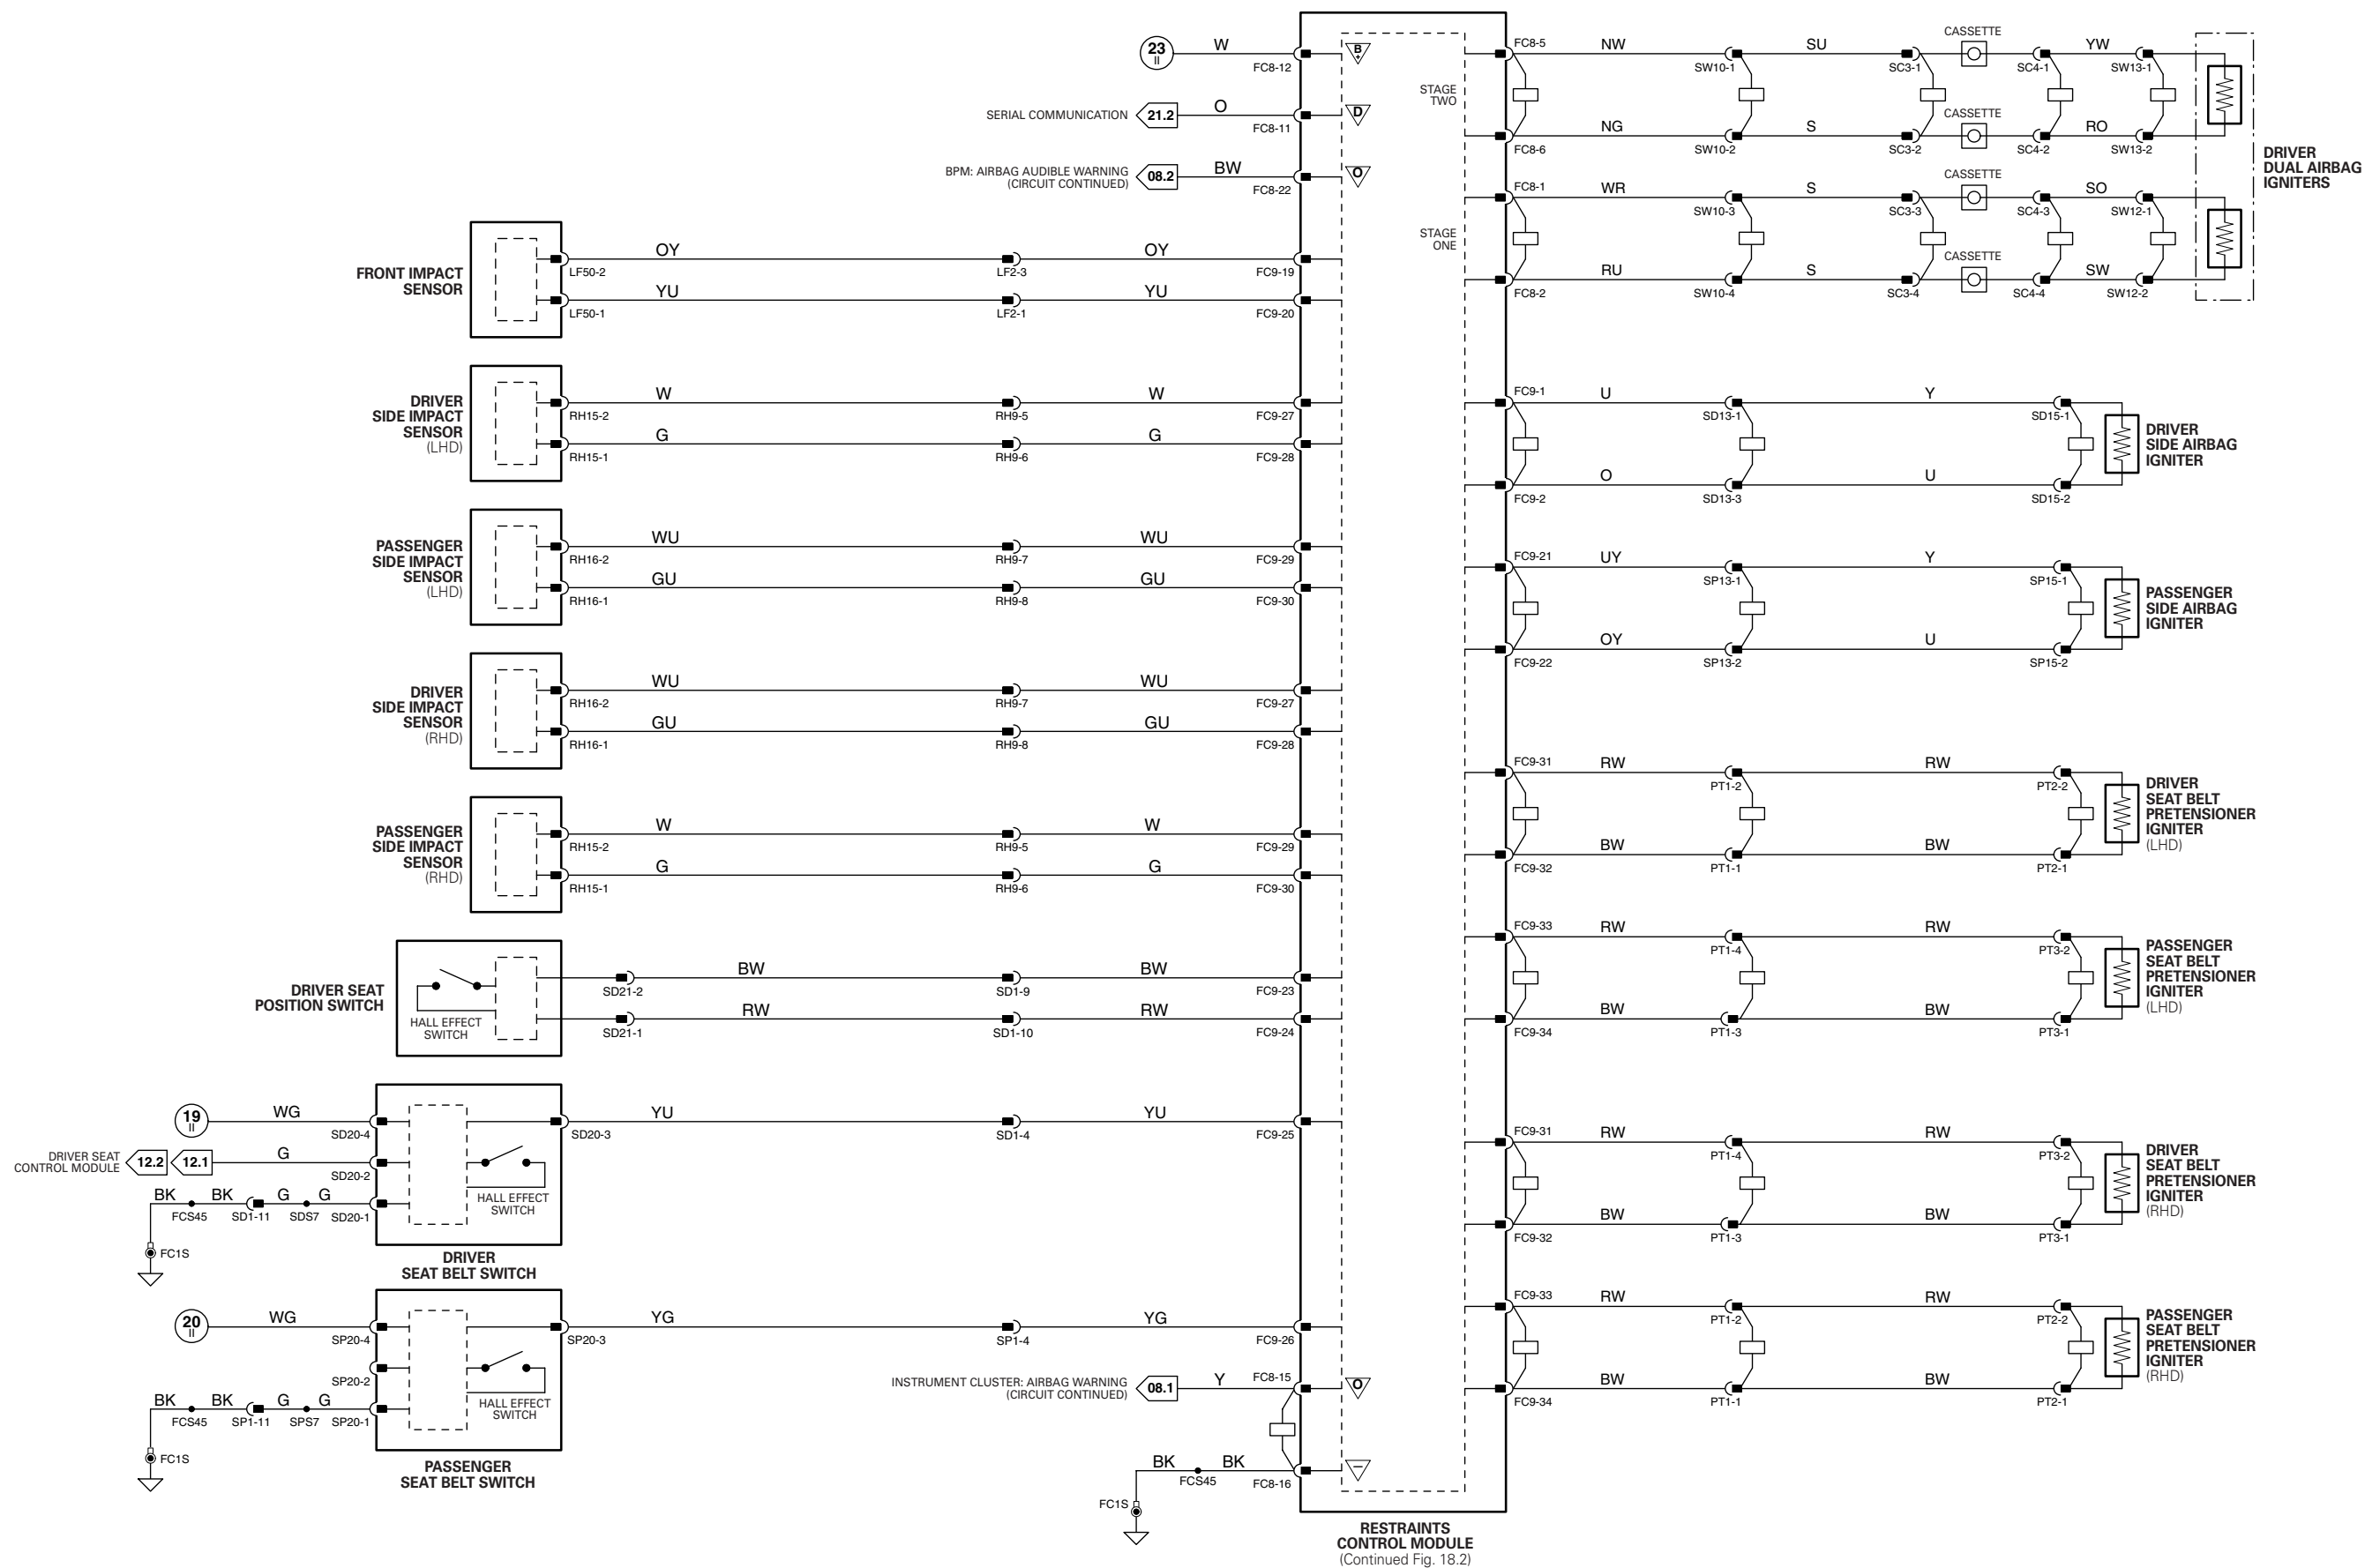 23
II
W
FC8-12
B
+
SERIAL COMMUNICATION
21.2
O
FC8-11
D
BPM: AIRBAG AUDIBLE WARNING
(CIRCUIT CONTINUED)
08.2
BW
FC8-22
O
FRONT IMPACT
SENSOR
LF50-2
OY
LF2-3
OY
FC9-19
LF50-1
YU
LF2-1
YU
FC9-20
DRIVER
SIDE IMPACT
SENSOR
(LHD)
RH15-2
W
RH9-5
W
FC9-27
RH15-1
G
RH9-6
G
FC9-28
PASSENGER
SIDE IMPACT
SENSOR
(LHD)
RH16-2
WU
RH9-7
WU
FC9-29
RH16-1
GU
RH9-8
GU
FC9-30
DRIVER
SIDE IMPACT
SENSOR
(RHD)
RH16-2
WU
RH9-7
WU
FC9-27
RH16-1
GU
RH9-8
GU
FC9-28
PASSENGER
SIDE IMPACT
SENSOR
(RHD)
RH15-2
W
RH9-5
W
FC9-29
RH15-1
G
RH9-6
G
FC9-30
DRIVER SEAT
POSITION SWITCH
HALL EFFECT
SWITCH
SD21-2
BW
SD1-9
BW
FC9-23
SD21-1
RW
SD1-10
RW
FC9-24
19
II
WG
SD20-4
DRIVER SEAT
CONTROL MODULE
12.2
12.1
G
SD20-2
BK
FCS45
BK
SD1-11
G
SDS7
G
SD20-1
FC1S
HALL EFFECT
SWITCH
SD20-3
YU
SD1-4
YU
FC9-25
DRIVER
SEAT BELT SWITCH
20
II
WG
SP20-4
SP20-2
BK
FCS45
BK
SP1-11
G
SPS7
G
SP20-1
FC1S
HALL EFFECT
SWITCH
SP20-3
YG
SP1-4
YG
FC9-26
PASSENGER
SEAT BELT SWITCH
INSTRUMENT CLUSTER: AIRBAG WARNING
(CIRCUIT CONTINUED)
08.1
Y
FC8-15
O
BK
FCS45
BK
FC8-16
–
FC1S
RESTRAINTS
CONTROL MODULE
(Continued Fig. 18.2)
STAGE
TWO
FC8-5
NW
SW10-1
SU
SC3-1
CASSETTE
SC4-1
YW
SW13-1
FC8-6
NG
SW10-2
S
SC3-2
CASSETTE
SC4-2
RO
SW13-2
STAGE
ONE
FC8-1
WR
SW10-3
S
SC3-3
CASSETTE
SC4-3
SO
SW12-1
FC8-2
RU
SW10-4
S
SC3-4
CASSETTE
SC4-4
SW
SW12-2
DRIVER
DUAL AIRBAG
IGNITERS
FC9-1
U
SD13-1
Y
SD15-1
FC9-2
O
SD13-3
U
SD15-2
DRIVER
SIDE AIRBAG
IGNITER
FC9-21
UY
SP13-1
Y
SP15-1
FC9-22
OY
SP13-2
U
SP15-2
PASSENGER
SIDE AIRBAG
IGNITER
FC9-31
RW
PT1-2
RW
PT2-2
FC9-32
BW
PT1-1
BW
PT2-1
DRIVER
SEAT BELT
PRETENSIONER
IGNITER
(LHD)
FC9-33
RW
PT1-4
RW
PT3-2
FC9-34
BW
PT1-3
BW
PT3-1
PASSENGER
SEAT BELT
PRETENSIONER
IGNITER
(LHD)
FC9-31
RW
PT1-4
RW
PT3-2
FC9-32
BW
PT1-3
BW
PT3-1
DRIVER
SEAT BELT
PRETENSIONER
IGNITER
(RHD)
FC9-33
RW
PT1-2
RW
PT2-2
FC9-34
BW
PT1-1
BW
PT2-1
PASSENGER
SEAT BELT
PRETENSIONER
IGNITER
(RHD)